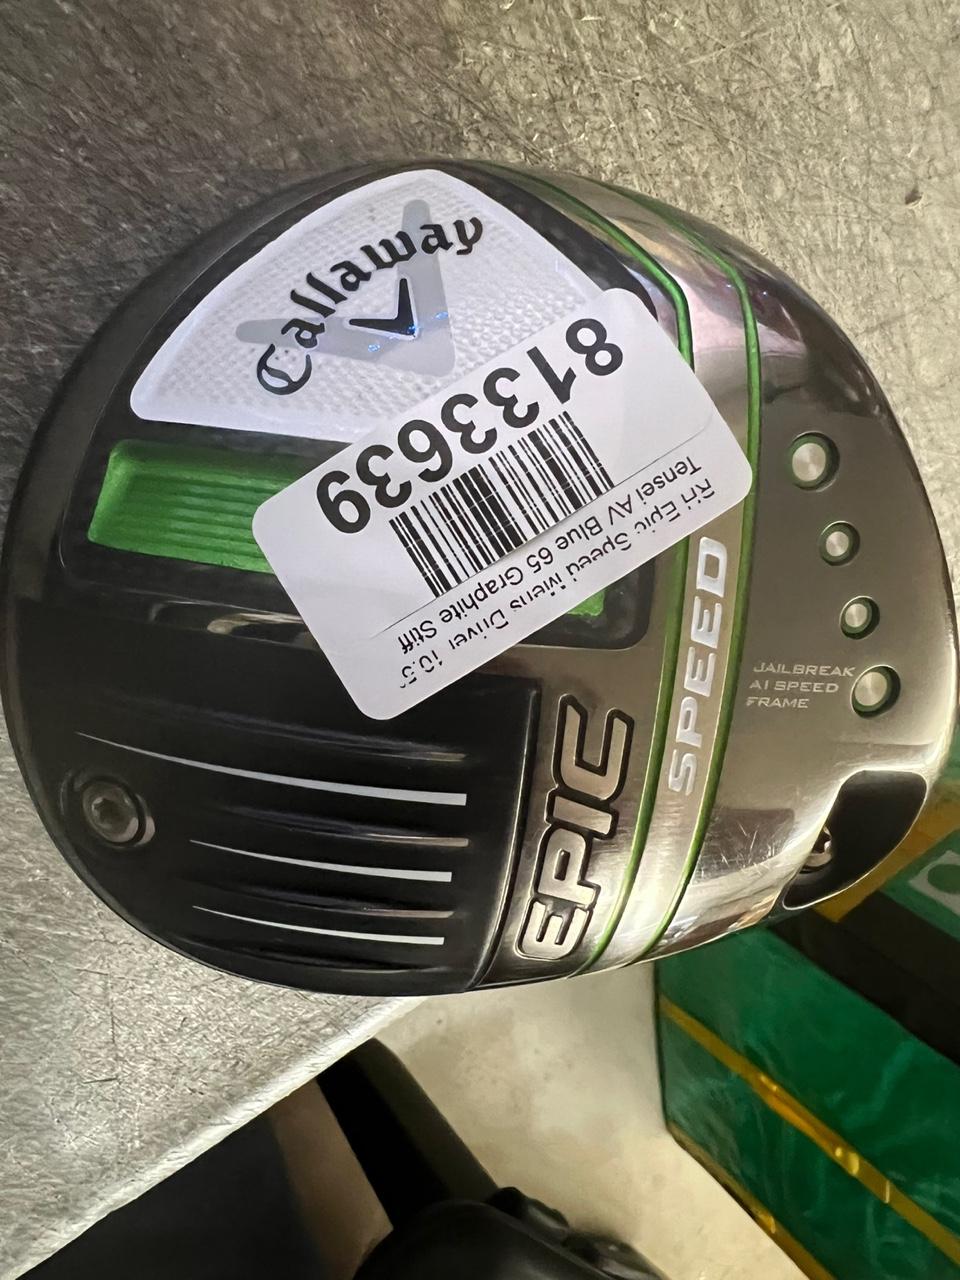 Callaway
8133639
RH Epic Speed Mens Driver 10.5°
Tensei AV Blue 65 Graphite Stiff
EPIC
SPEED
JAILBREAK
AI SPEED
FRAME